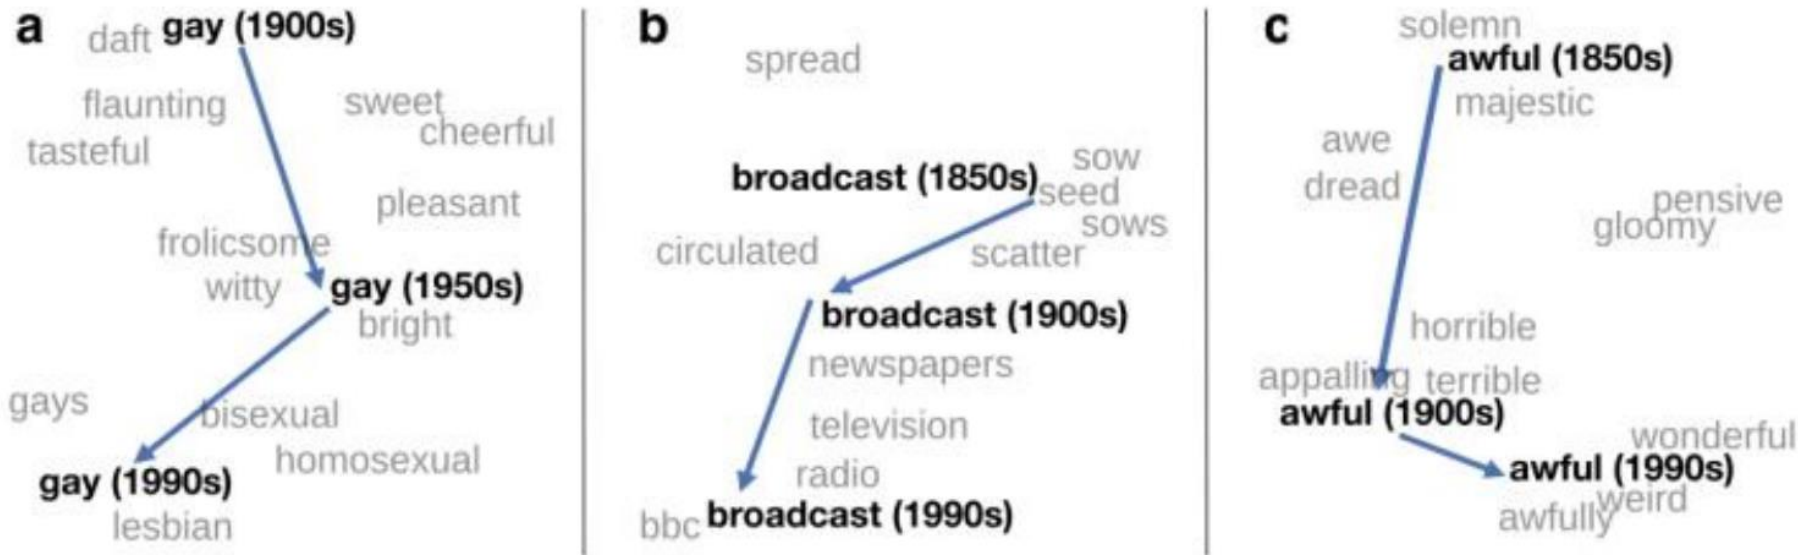 a
daft gay (1900s)
flaunting
sweet
cheerful
tasteful
pleasant
frolicsome
witty
gay (1950s)
bright
gays
bisexual
homosexual
gay (1990s)
lesbian
b
spread
broadcast (1850s)
sow
seed
sows
circulated
scatter
broadcast (1900s)
newspapers
television
radio
bbc broadcast (1990s)
c
solemn
awful (1850s)
majestic
awe
dread
pensive
gloomy
horrible
appalling terrible
awful (1900s)
wonderful
awful (1990s)
weird
awfully